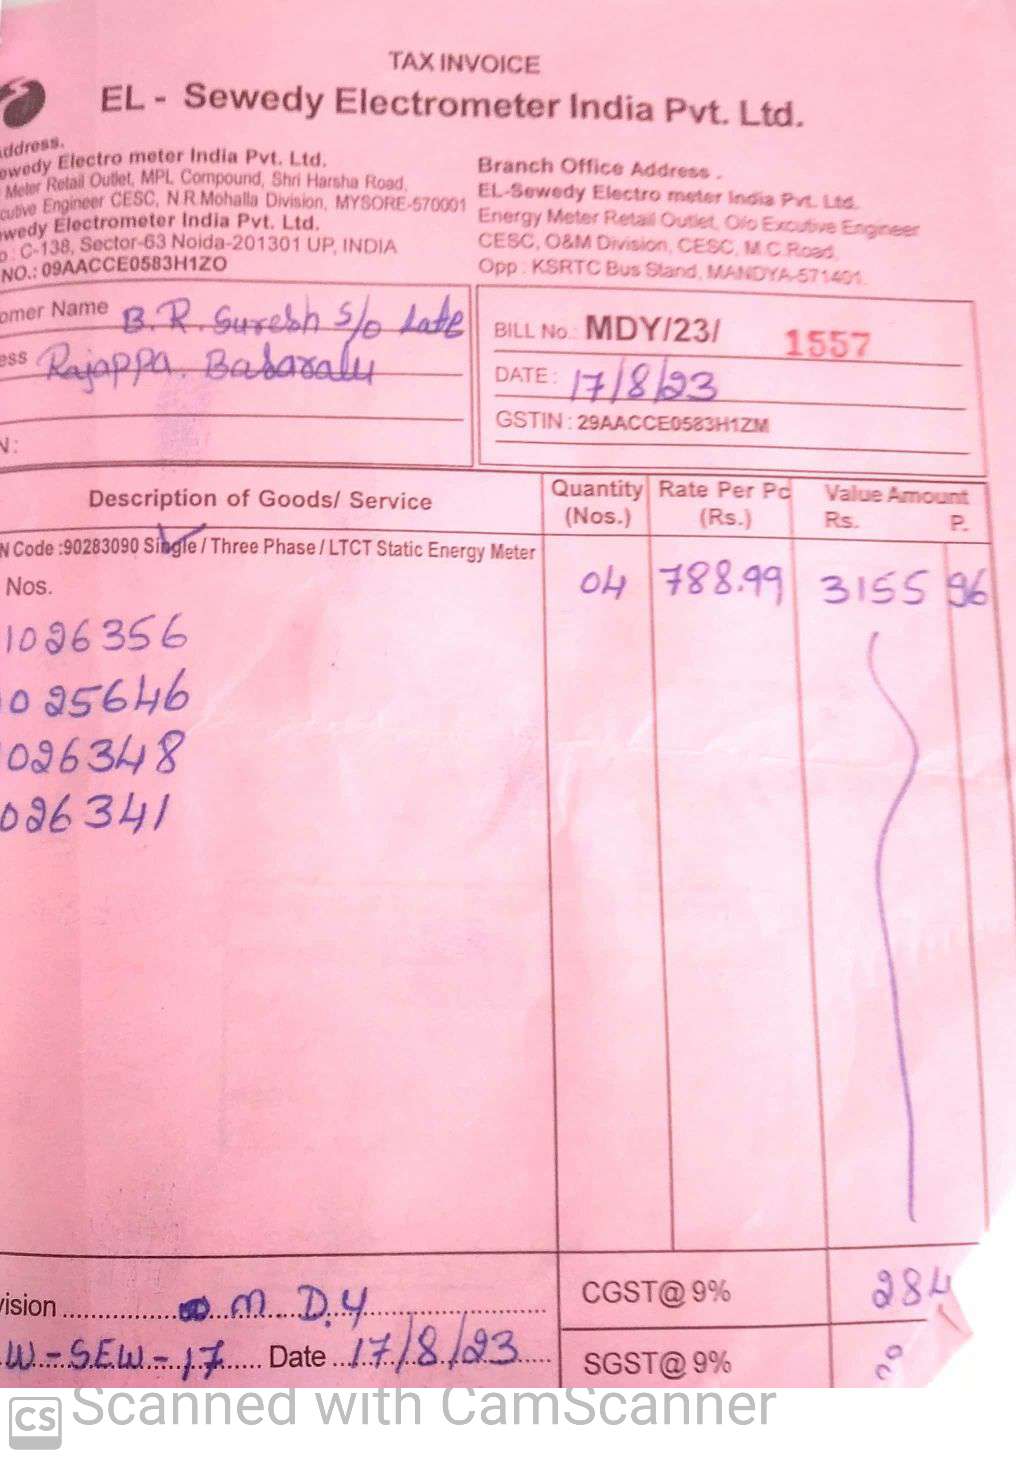 TAX INVOICE
EL - Sewedy Electrometer India Pvt. Ltd.
ddress.
ewedy Electro meter India Pvt. Ltd.
Meter Retail Outlet, MPL Compound, Shri Harsha Road,
cutive Engineer CESC, N.R.Mohalla Division, MYSORE-570001
wedy Electrometer India Pvt. Ltd.
: C-138, Sector-63 Noida-201301 UP, INDIA
NO.: 09AACCE0583H1ZO
Branch Office Address .
EL-Sewedy Electro meter India Pvt. Ltd.
Energy Meter Retail Outlet, O/o Excutive Engineer
CESC, O&M Division, CESC, M.C.Road,
Opp : KSRTC Bus Stand, MANDYA-571401.
omer Name B.R. Suresh S/o Late
ess Rajappa. Basaralu
N:
BILL No. MDY/23/ 1557
DATE : 17/8/23
GSTIN : 29AACCE0583H1ZM
Description of Goods/ Service Quantity (Nos.) Rate Per Pc (Rs.) Value Amount Rs. P.
N Code :90283090 Single / Three Phase / LTCT Static Energy Meter
Nos. 04 788.99 3155 96
1026356
025646
026348
026341
vision M.D.Y CGST@ 9% 284
W-SEW-17 Date 17/8/23 SGST@ 9%
CS Scanned with CamScanner